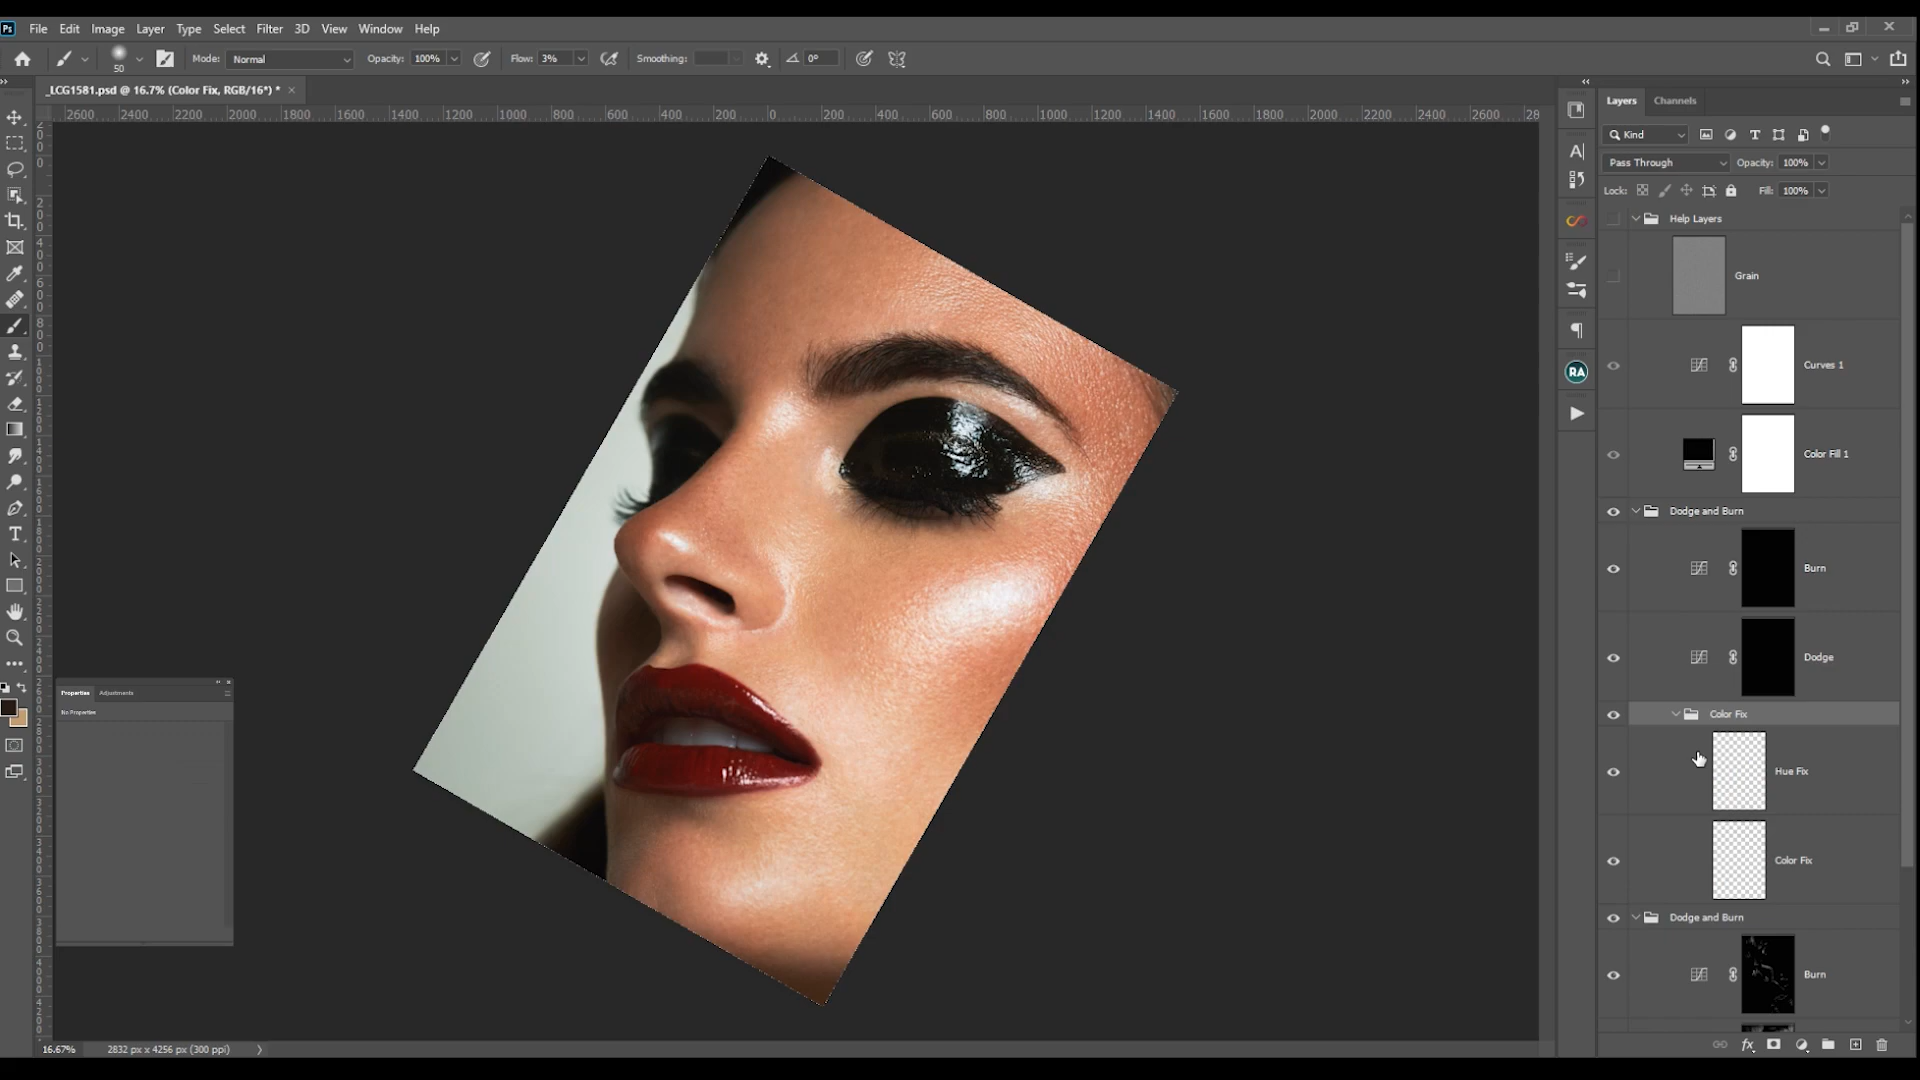 Ps File Edit Image Layer Type Select Filter 3D View Window Help
50 Mode: Normal Opacity: 100% Flow: 3% Smoothing: 0°
_LCG1581.psd @ 16.7% (Color Fix, RGB/16*) * ×
2600 2400 2200 2000 1800 1600 1400 1200 1000 800 600 400 200 0 200 400 600 800 1000 1200 1400 1600 1800 2000 2200 2400 2600 28
Layers Channels
Kind
Pass Through Opacity: 100%
Lock: Fill: 100%
Help Layers
Grain
Curves 1
RA
Color Fill 1
Dodge and Burn
Burn
Dodge
Color Fix
Hue Fix
Color Fix
Dodge and Burn
Burn
Properties Adjustments
No Properties
16.67% 2832 px x 4256 px (300 ppi)